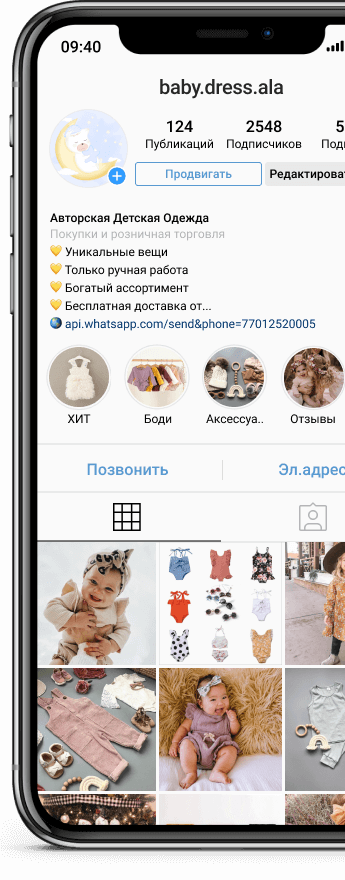 09:40
baby.dress.ala
124 2548
Публикаций Подписчиков
Продвигать
Авторская Детская Одежда
Покупки и розничная торговля
💛 Уникальные вещи
💛 Только ручная работа
💛 Богатый ассортимент
💛 Бесплатная доставка от...
🌏 api.whatsapp.com/send&phone=77012520005
ХИТ Боди Аксессуа.. Отзывы
Позвонить Эл.адрес